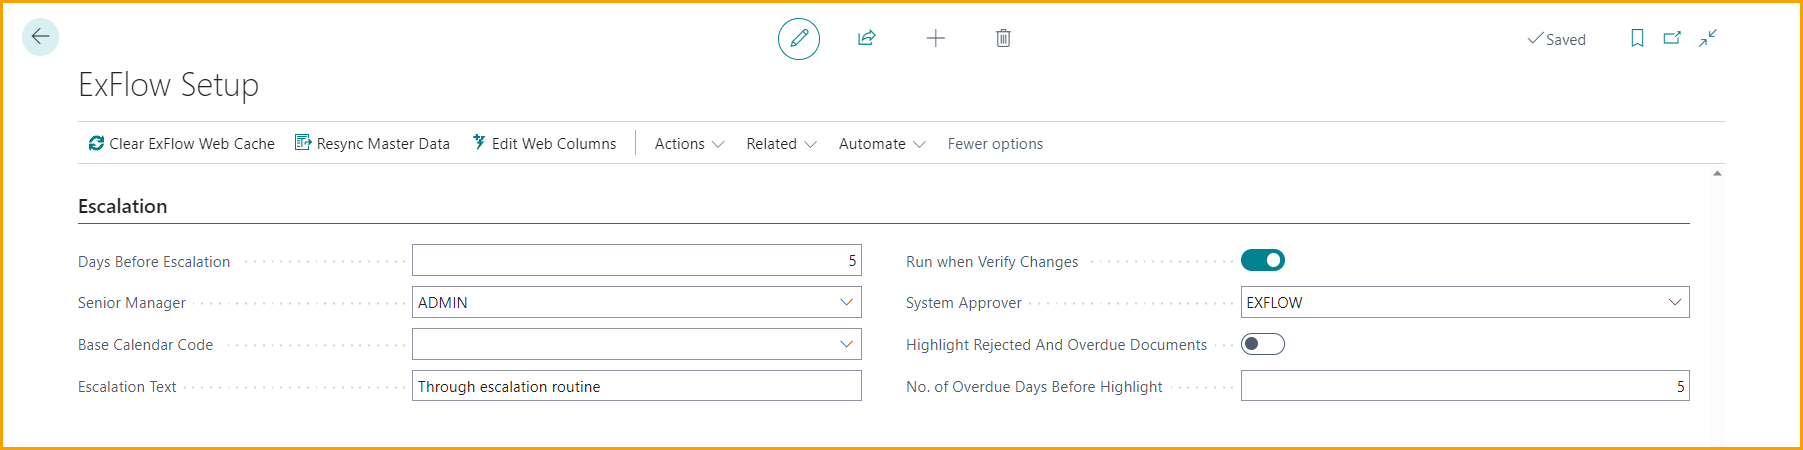 Saved
ExFlow Setup
Clear ExFlow Web Cache Resync Master Data Edit Web Columns Actions Related Automate Fewer options
Escalation
Days Before Escalation 5 Run when Verify Changes
Senior Manager ADMIN System Approver EXFLOW
Base Calendar Code Highlight Rejected And Overdue Documents
Escalation Text Through escalation routine No. of Overdue Days Before Highlight 5